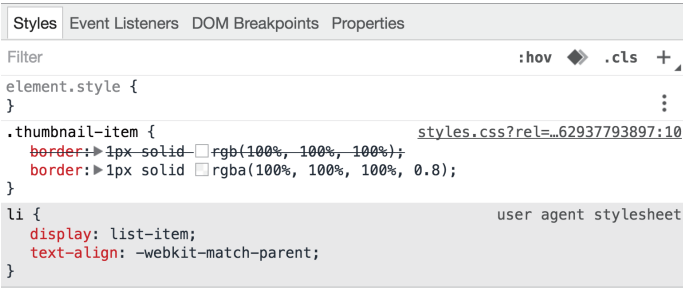 Styles Event Listeners DOM Breakpoints Properties
Filter :hov .cls +
element.style {
}
.thumbnail-item { styles.css?rel=…62937793897:10
border: 1px solid rgb(100%, 100%, 100%);
border: 1px solid rgba(100%, 100%, 100%, 0.8);
}
li { user agent stylesheet
display: list-item;
text-align: -webkit-match-parent;
}